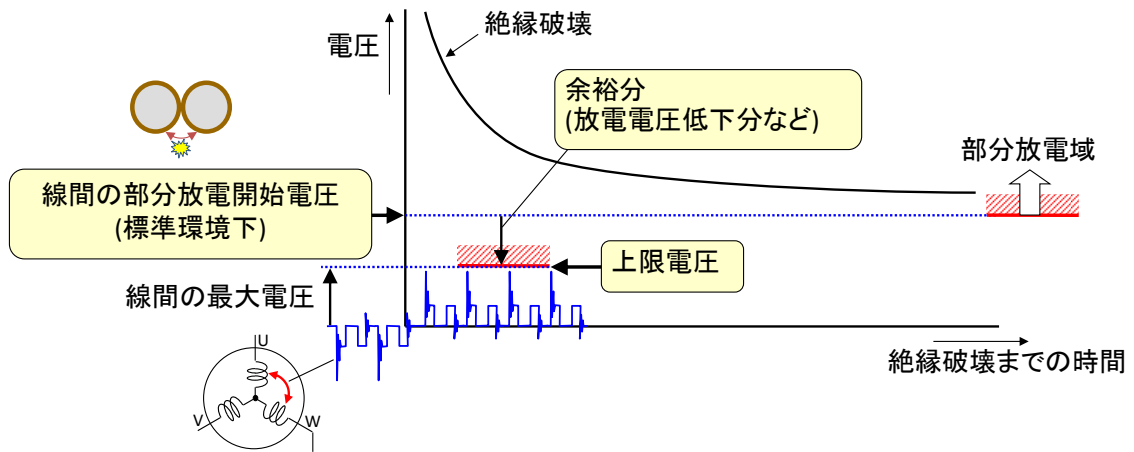 電圧
絶縁破壊
余裕分
(放電電圧低下分など)
部分放電域
線間の部分放電開始電圧
(標準環境下)
上限電圧
線間の最大電圧
絶縁破壊までの時間
U
V
W